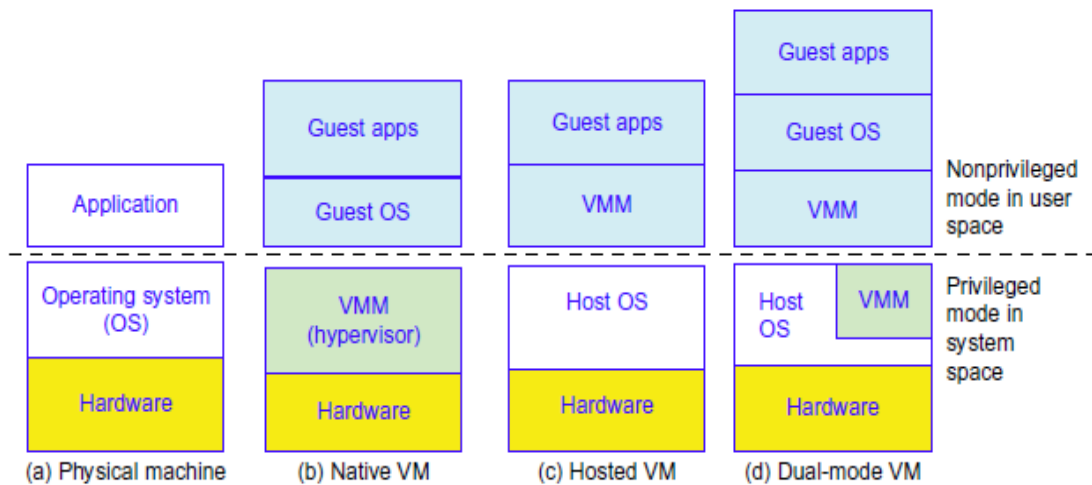 Guest apps
Guest OS
VMM
Guest apps
Guest OS
Guest apps
VMM
Application
Nonprivileged
mode in user
space
Operating system
(OS)
Hardware
VMM
(hypervisor)
Hardware
Host OS
Hardware
Host
OS
VMM
Hardware
Privileged
mode in
system
space
(a) Physical machine
(b) Native VM
(c) Hosted VM
(d) Dual-mode VM